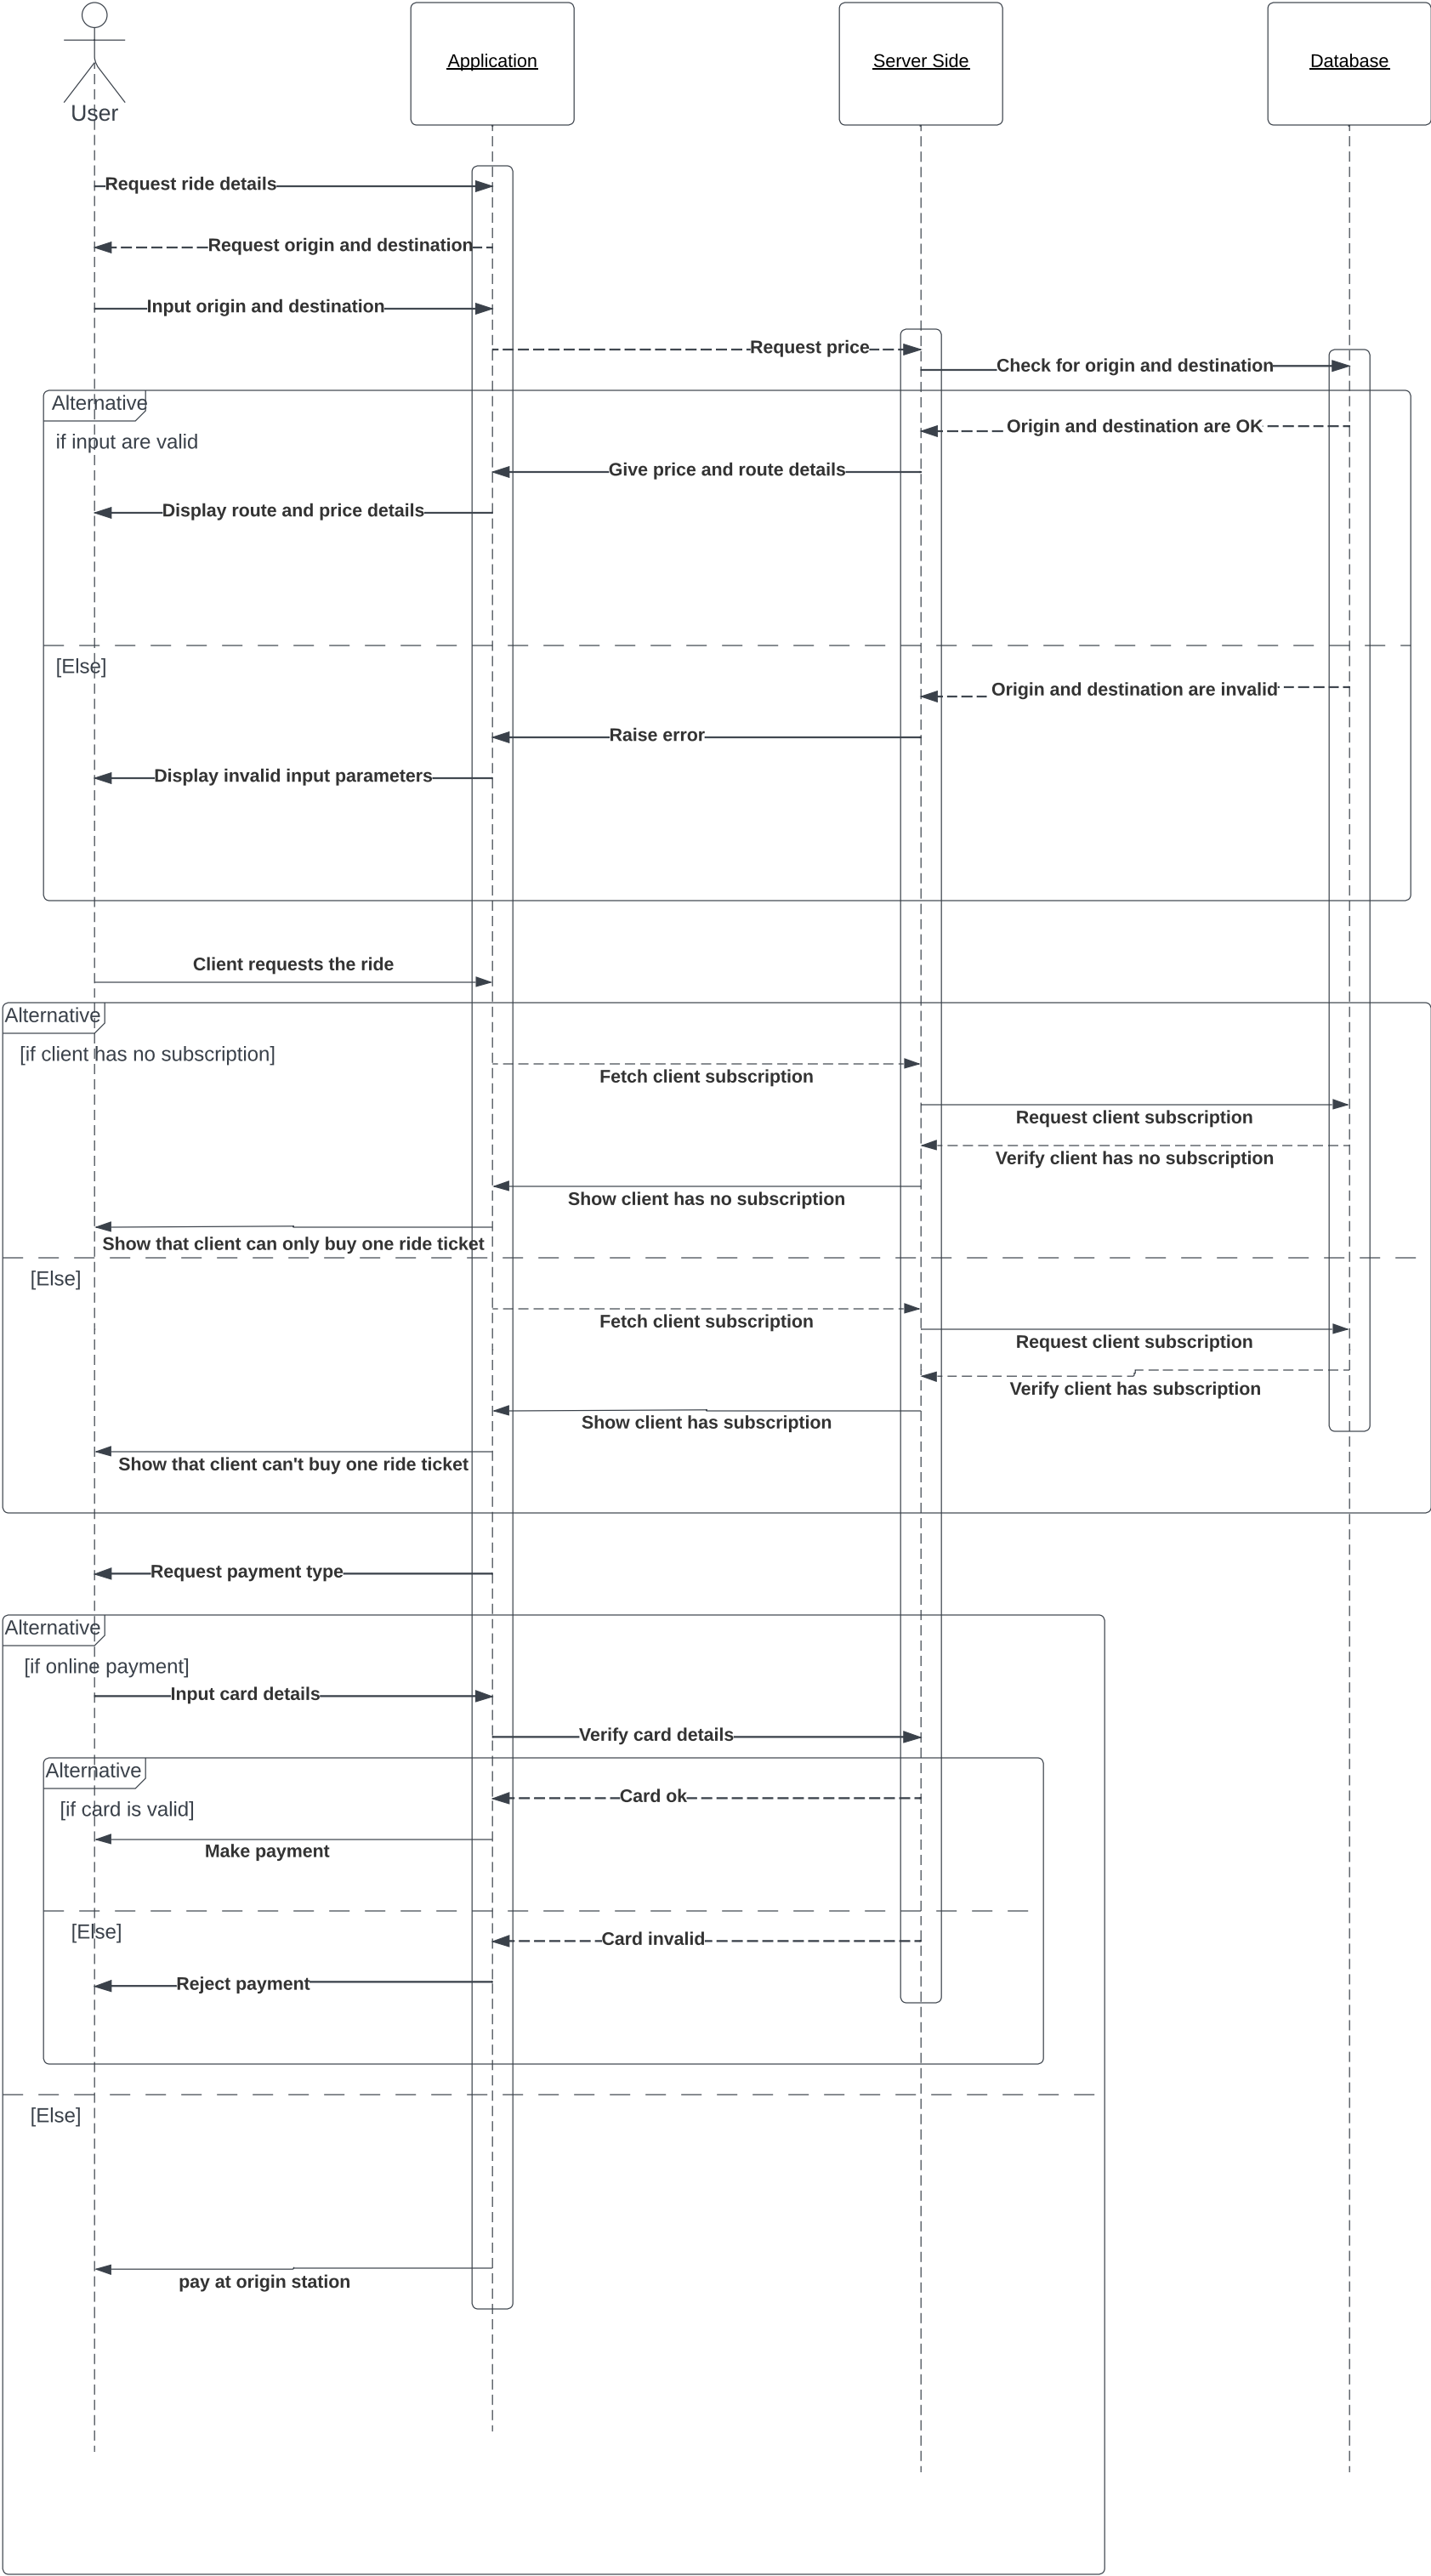 User
Application
Server Side
Database
Request ride details
Request origin and destination
Input origin and destination
Request price
Check for origin and destination
Alternative
if input are valid
Origin and destination are OK
Give price and route details
Display route and price details
[Else]
Origin and destination are invalid
Raise error
Display invalid input parameters
Client requests the ride
Alternative
[if client has no subscription]
Fetch client subscription
Request client subscription
Verify client has no subscription
Show client has no subscription
Show that client can only buy one ride ticket
[Else]
Fetch client subscription
Request client subscription
Verify client has subscription
Show client has subscription
Show that client can't buy one ride ticket
Request payment type
Alternative
[if online payment]
Input card details
Verify card details
Alternative
Card ok
[if card is valid]
Make payment
[Else]
Card invalid
Reject payment
[Else]
pay at origin station